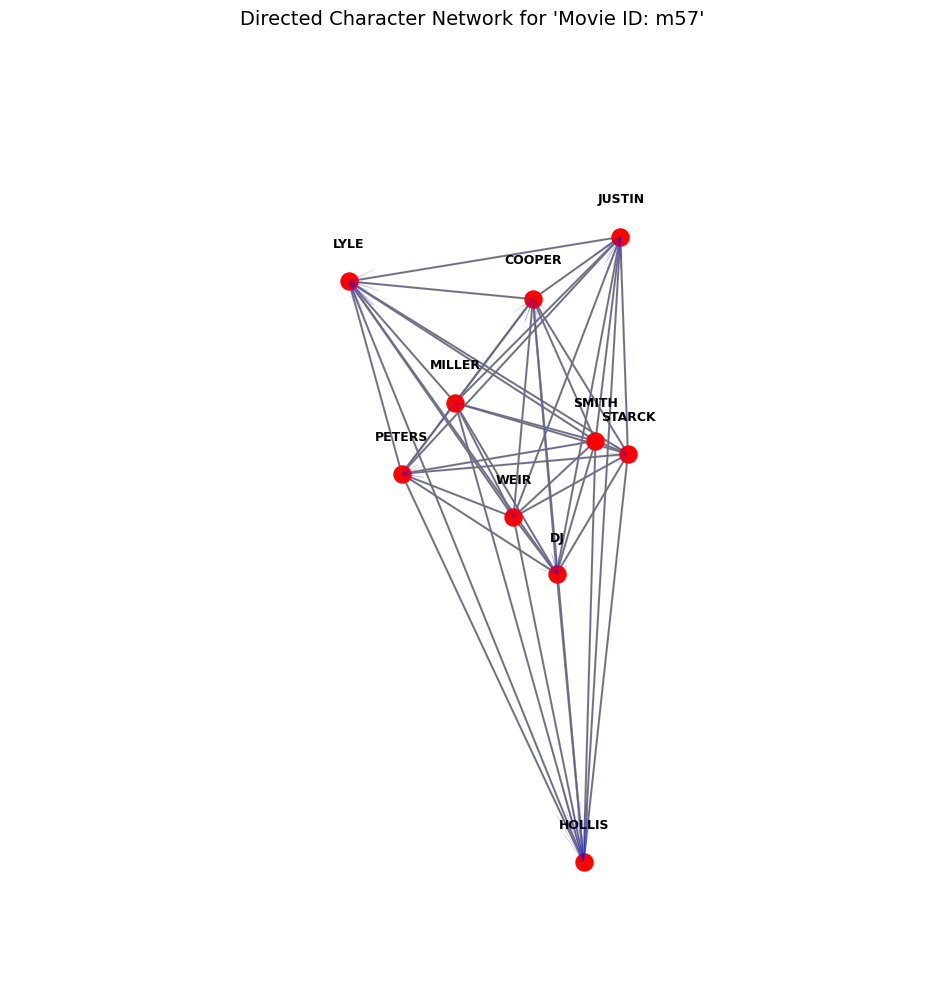 Directed Character Network for 'Movie ID: m57'
JUSTIN
LYLE
COOPER
MILLER
SMITH
STARCK
PETERS
WEIR
DJ
HOLLIS